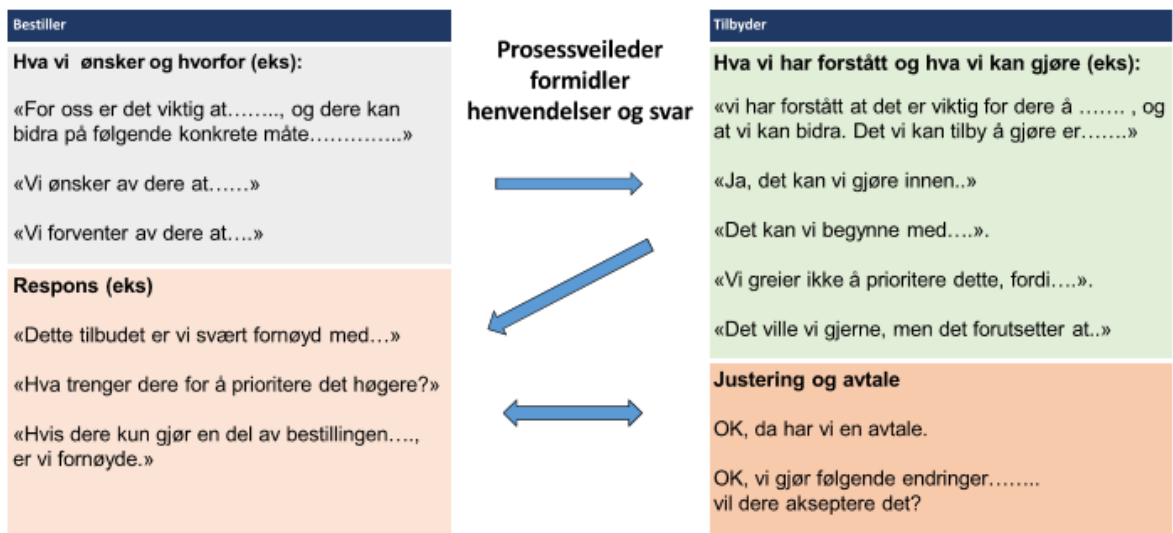 Bestiller
Hva vi ønsker og hvorfor (eks):
«For oss er det viktig at…….., og dere kan
bidra på følgende konkrete måte…………..»
«Vi ønsker av dere at……»
«Vi forventer av dere at….»
Respons (eks)
«Dette tilbudet er vi svært fornøyd med…»
«Hva trenger dere for å prioritere det høgere?»
«Hvis dere kun gjør en del av bestillingen….,
er vi fornøyde.»
Prosessveileder
formidler
henvendelser og svar
Tilbyder
Hva vi har forstått og hva vi kan gjøre (eks):
«vi har forstått at det er viktig for dere å ……. , og
at vi kan bidra. Det vi kan tilby å gjøre er…….»
«Ja, det kan vi gjøre innen..»
«Det kan vi begynne med….».
«Vi greier ikke å prioritere dette, fordi….».
«Det ville vi gjerne, men det forutsetter at..»
Justering og avtale
OK, da har vi en avtale.
OK, vi gjør følgende endringer……..
vil dere akseptere det?